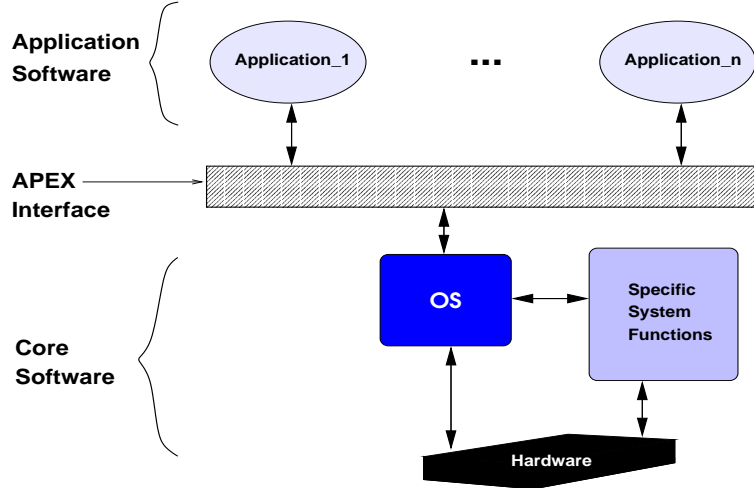 Application
Software
Application_1
...
Application_n
APEX
Interface
OS
Specific
System
Functions
Core
Software
Hardware